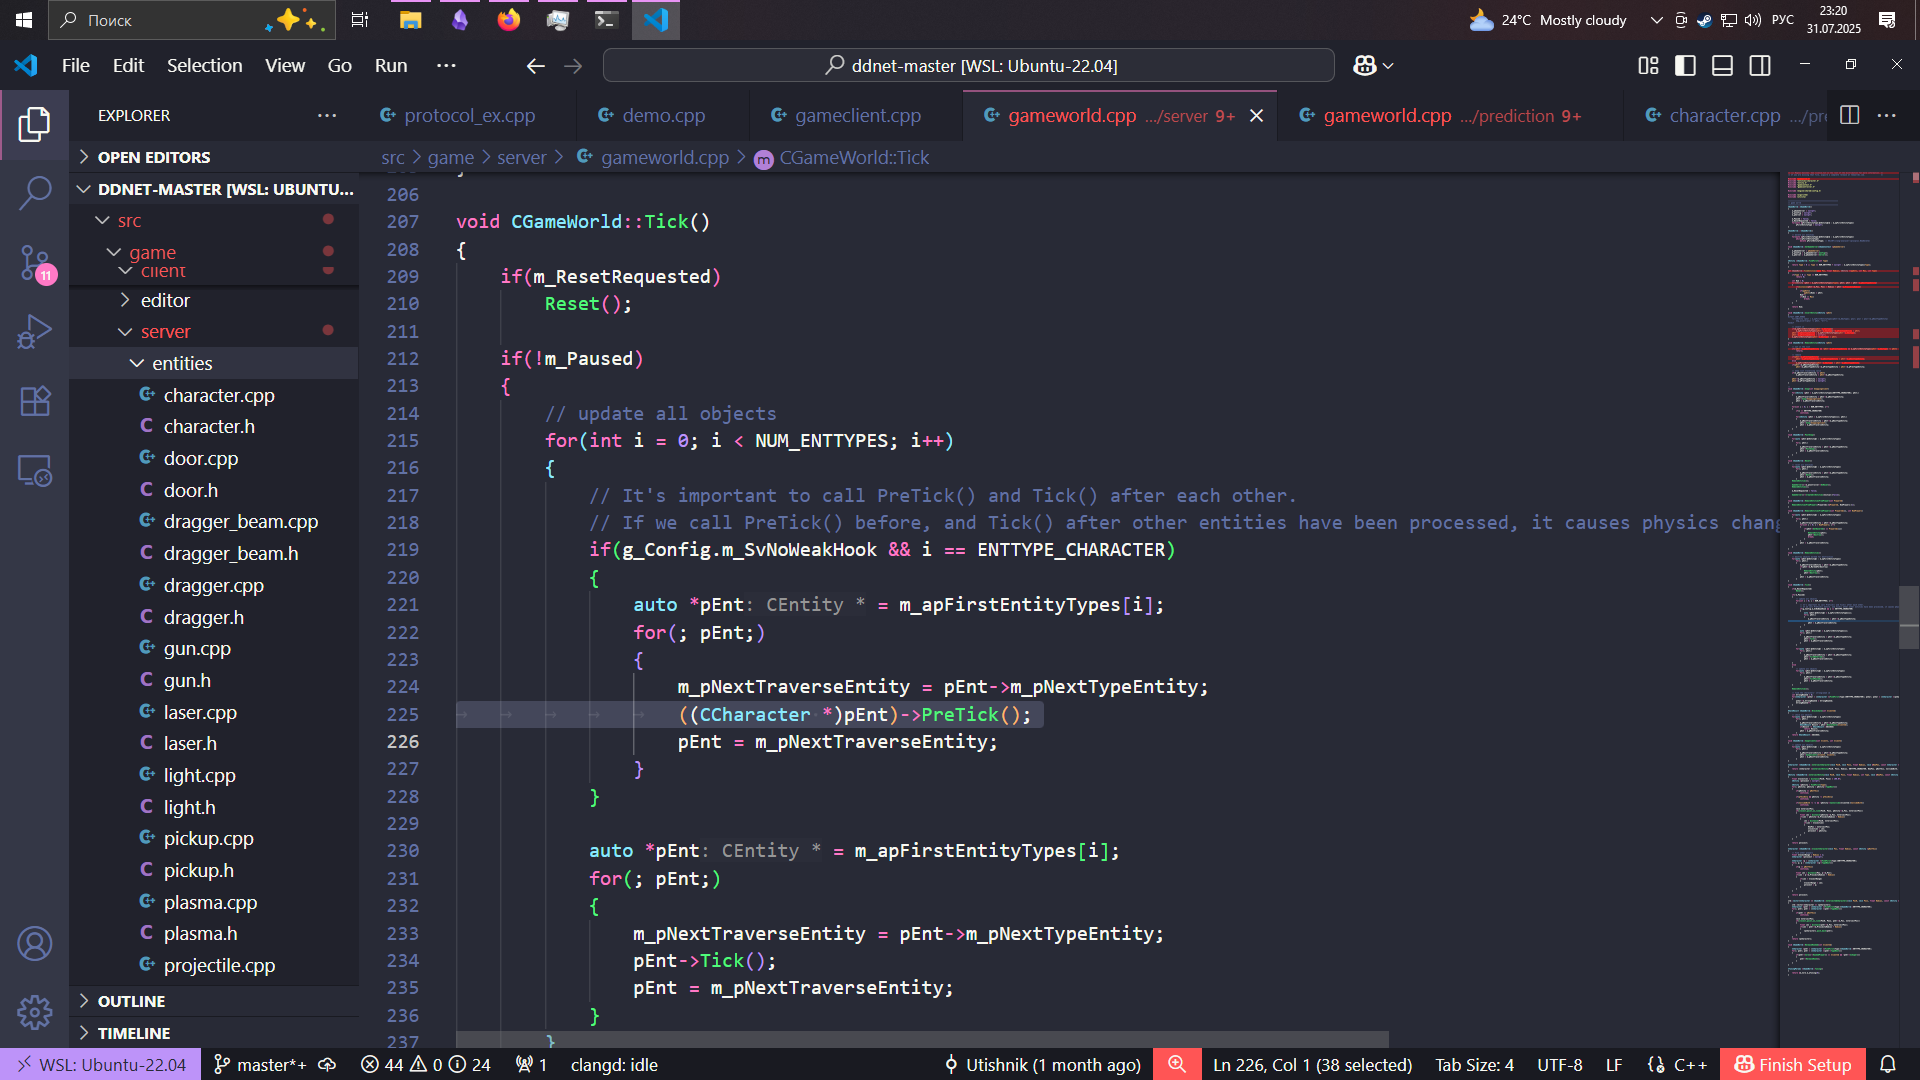 Поиск
24°C Mostly cloudy
РУС
23:20
31.07.2025
File Edit Selection View Go Run ···
ddnet-master [WSL: Ubuntu-22.04]
EXPLORER
protocol_ex.cpp
demo.cpp
gameclient.cpp
gameworld.cpp .../server 9+
gameworld.cpp .../prediction 9+
character.cpp .../pre
OPEN EDITORS
src > game > server > gameworld.cpp > CGameWorld::Tick
DDNET-MASTER [WSL: UBUNTU...
src
game
client
editor
server
entities
character.cpp
character.h
door.cpp
door.h
dragger_beam.cpp
dragger_beam.h
dragger.cpp
dragger.h
gun.cpp
gun.h
laser.cpp
laser.h
light.cpp
light.h
pickup.cpp
pickup.h
plasma.cpp
plasma.h
projectile.cpp
OUTLINE
TIMELINE
11
206
207 void CGameWorld::Tick()
208 {
209 if(m_ResetRequested)
210 Reset();
211
212 if(!m_Paused)
213 {
214 // update all objects
215 for(int i = 0; i < NUM_ENTTYPES; i++)
216 {
217 // It's important to call PreTick() and Tick() after each other.
218 // If we call PreTick() before, and Tick() after other entities have been processed, it causes physics chang
219 if(g_Config.m_SvNoWeakHook && i == ENTTYPE_CHARACTER)
220 {
221 auto *pEnt: CEntity * = m_apFirstEntityTypes[i];
222 for(; pEnt;)
223 {
224 m_pNextTraverseEntity = pEnt->m_pNextTypeEntity;
225 ((CCharacter *)pEnt)->PreTick();
226 pEnt = m_pNextTraverseEntity;
227 }
228 }
229
230 auto *pEnt: CEntity * = m_apFirstEntityTypes[i];
231 for(; pEnt;)
232 {
233 m_pNextTraverseEntity = pEnt->m_pNextTypeEntity;
234 pEnt->Tick();
235 pEnt = m_pNextTraverseEntity;
236 }
237 }
WSL: Ubuntu-22.04 master*+ 44 0 24 1 clangd: idle
Utishnik (1 month ago) Ln 226, Col 1 (38 selected) Tab Size: 4 UTF-8 LF {} C++ Finish Setup